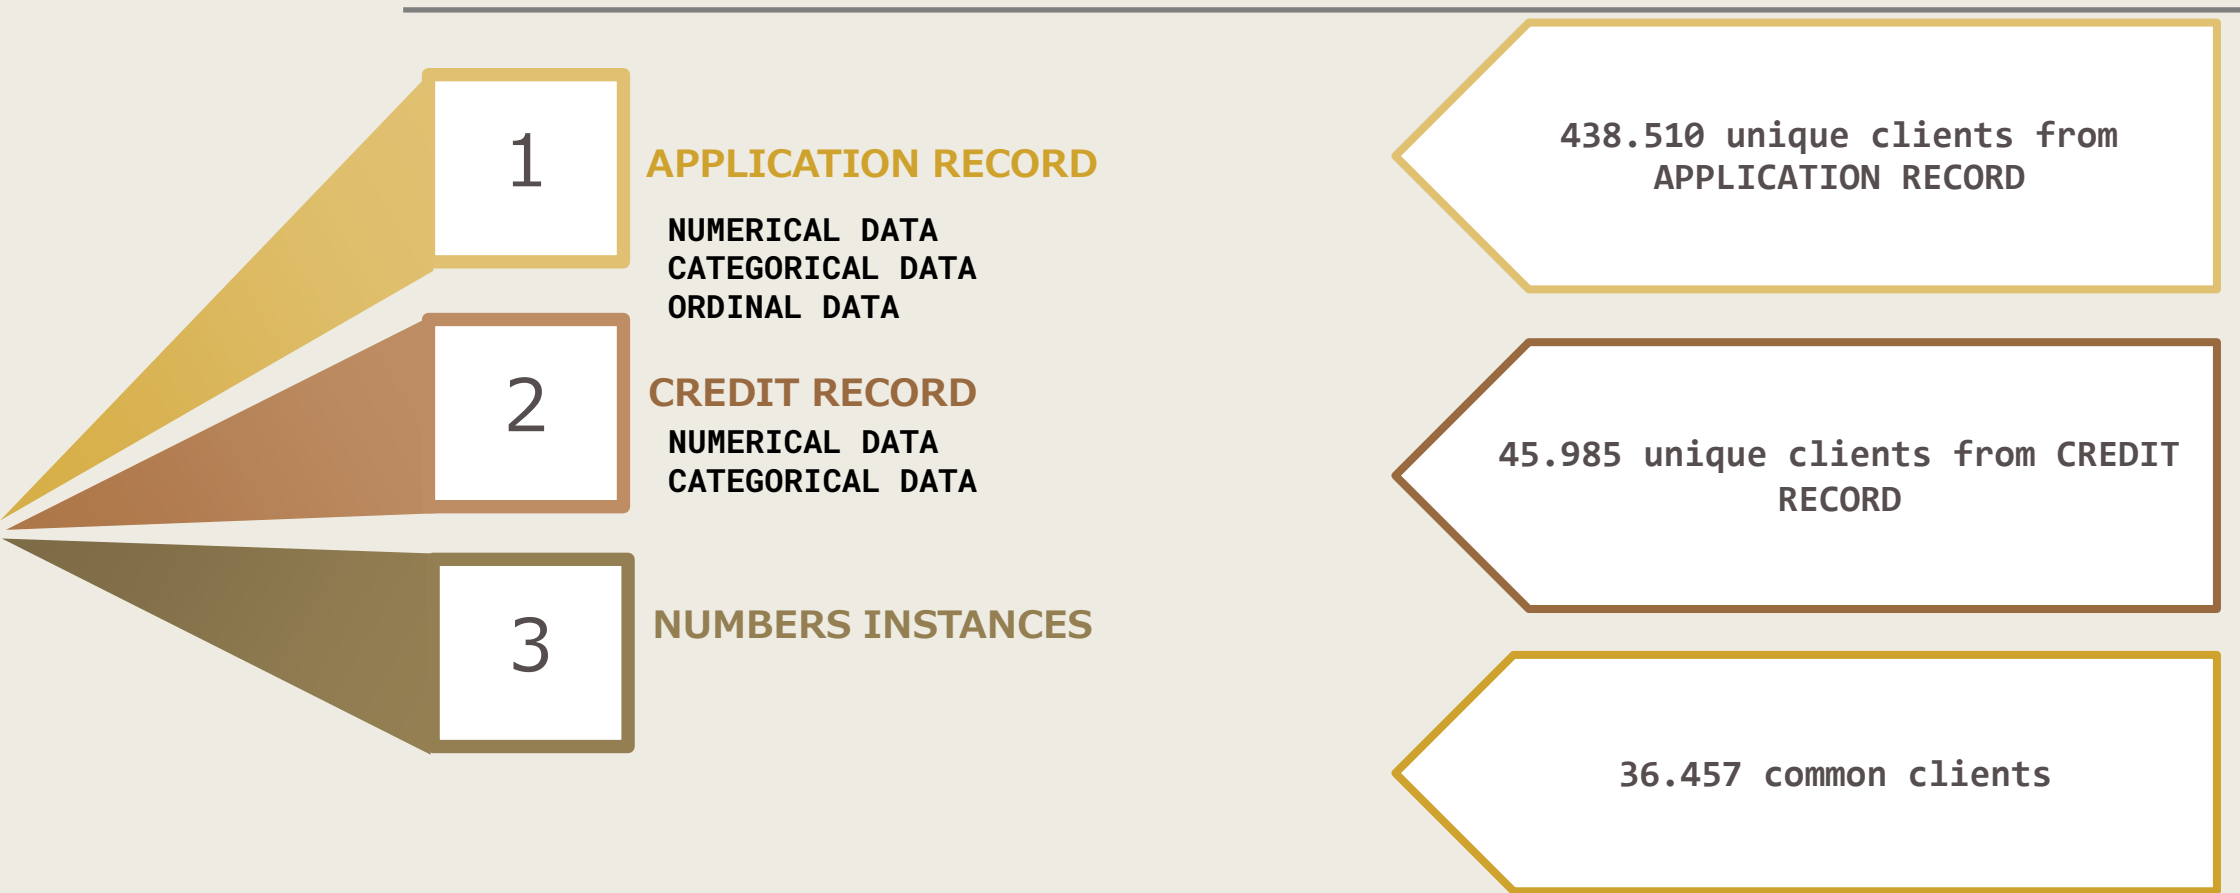 1
APPLICATION RECORD
NUMERICAL DATA
CATEGORICAL DATA
ORDINAL DATA
2
CREDIT RECORD
NUMERICAL DATA
CATEGORICAL DATA
3
NUMBERS INSTANCES
438.510 unique clients from
APPLICATION RECORD
45.985 unique clients from CREDIT
RECORD
36.457 common clients